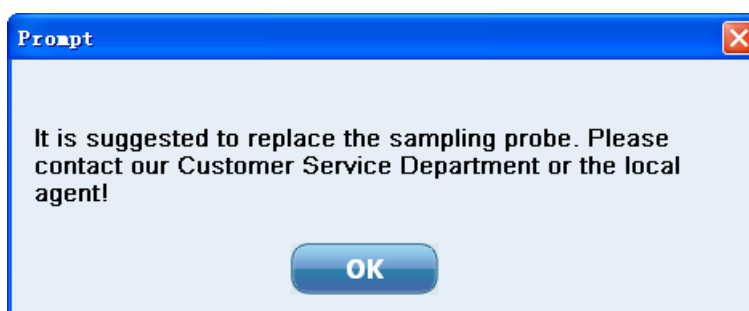 Prompt
It is suggested to replace the sampling probe. Please
contact our Customer Service Department or the local
agent!
OK